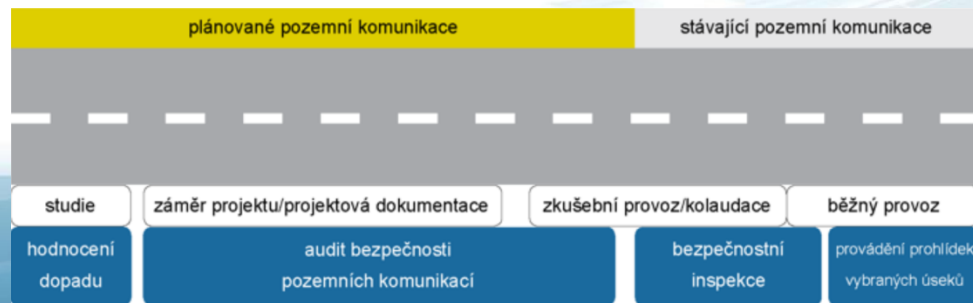 plánované pozemní komunikace
stávající pozemní komunikace
studie
záměr projektu/projektová dokumentace
zkušební provoz/kolaudace
běžný provoz
hodnocení
dopadu
audit bezpečnosti
pozemních komunikací
bezpečnostní
inspekce
provádění prohlídek
vybraných úseků